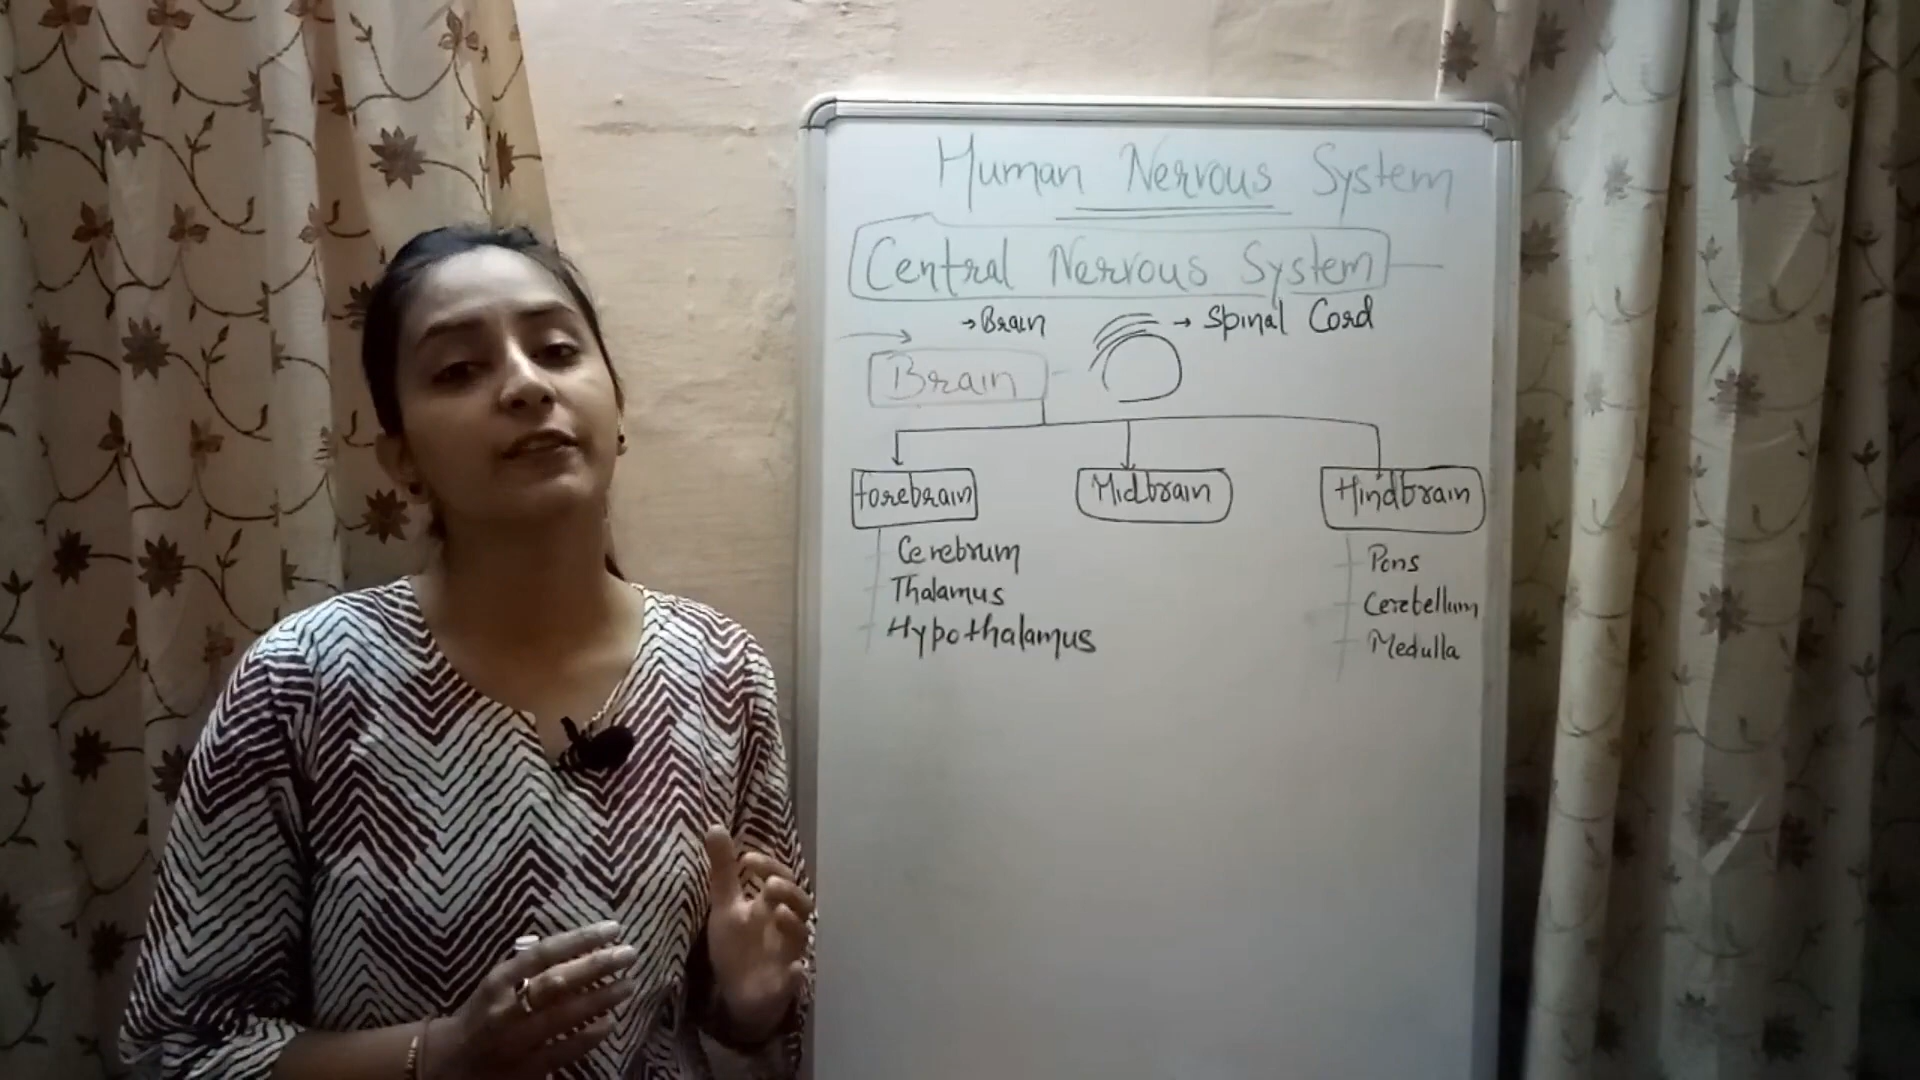 Human Nervous System
Central Nervous System
→ Brain → Spinal Cord
Brain
forebrain Midbrain Hindbrain
Cerebrum Pons
Thalamus Cerebellum
Hypothalamus Medulla